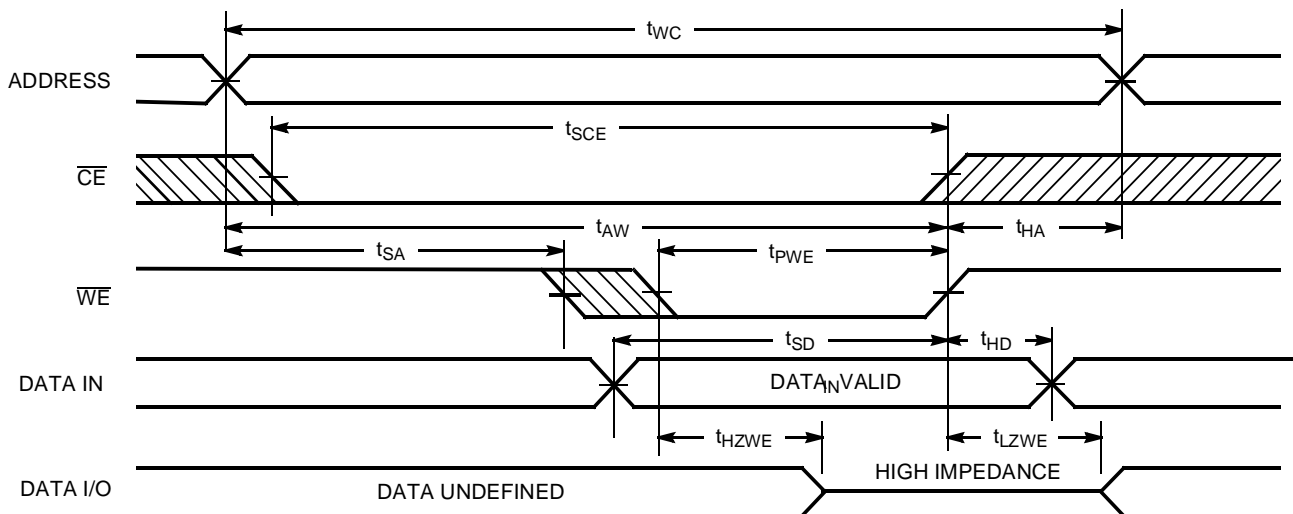 tWC
ADDRESS
tSCE
CE
tAW
tHA
tSA
tPWE
WE
tSD
tHD
DATA IN
DATAIN VALID
tHZWE
tLZWE
HIGH IMPEDANCE
DATA I/O
DATA UNDEFINED